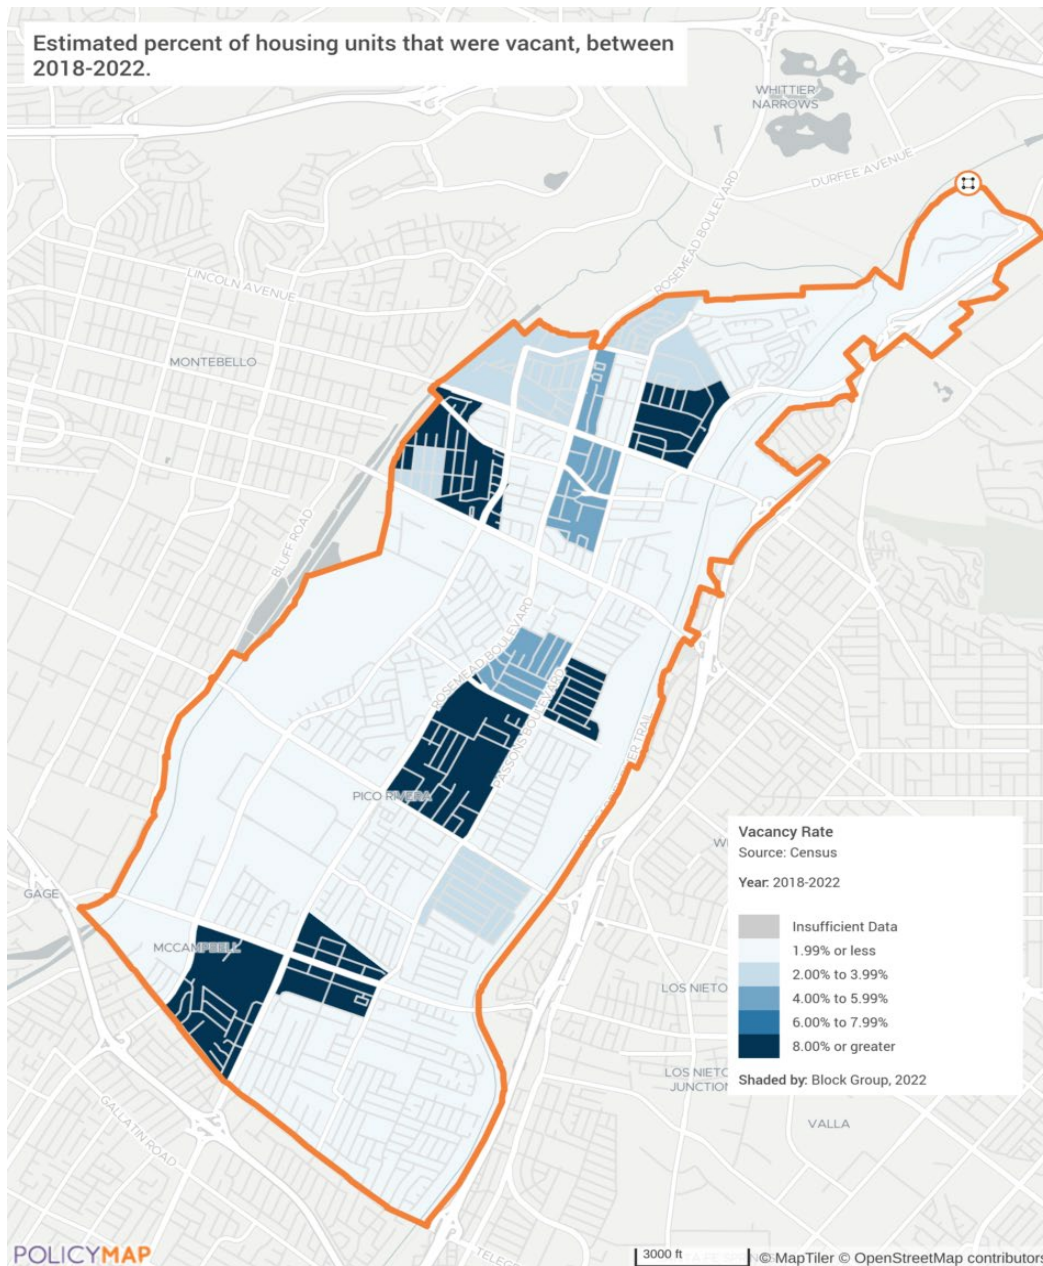 Estimated percent of housing units that were vacant, between
2018-2022.
WHITTIER
NARROWS
DURFEE AVENUE
ROSEMEAD BOULEVARD
LINCOLN AVENUE
MONTEBELLO
BLUFF ROAD
ROSEMEAD BOULEVARD
PASSONS BOULEVARD
PICO RIVERA
GAGE
MCCAMPBELL
Vacancy Rate
Source: Census
Year: 2018-2022
Insufficient Data
1.99% or less
2.00% to 3.99%
4.00% to 5.99%
6.00% to 7.99%
8.00% or greater
Shaded by: Block Group, 2022
LOS NIETO
LOS NIETO
JUNCTION
VALLA
GALLATIN ROAD
TELEG
POLICYMAP
3000 ft
© MapTiler © OpenStreetMap contributors